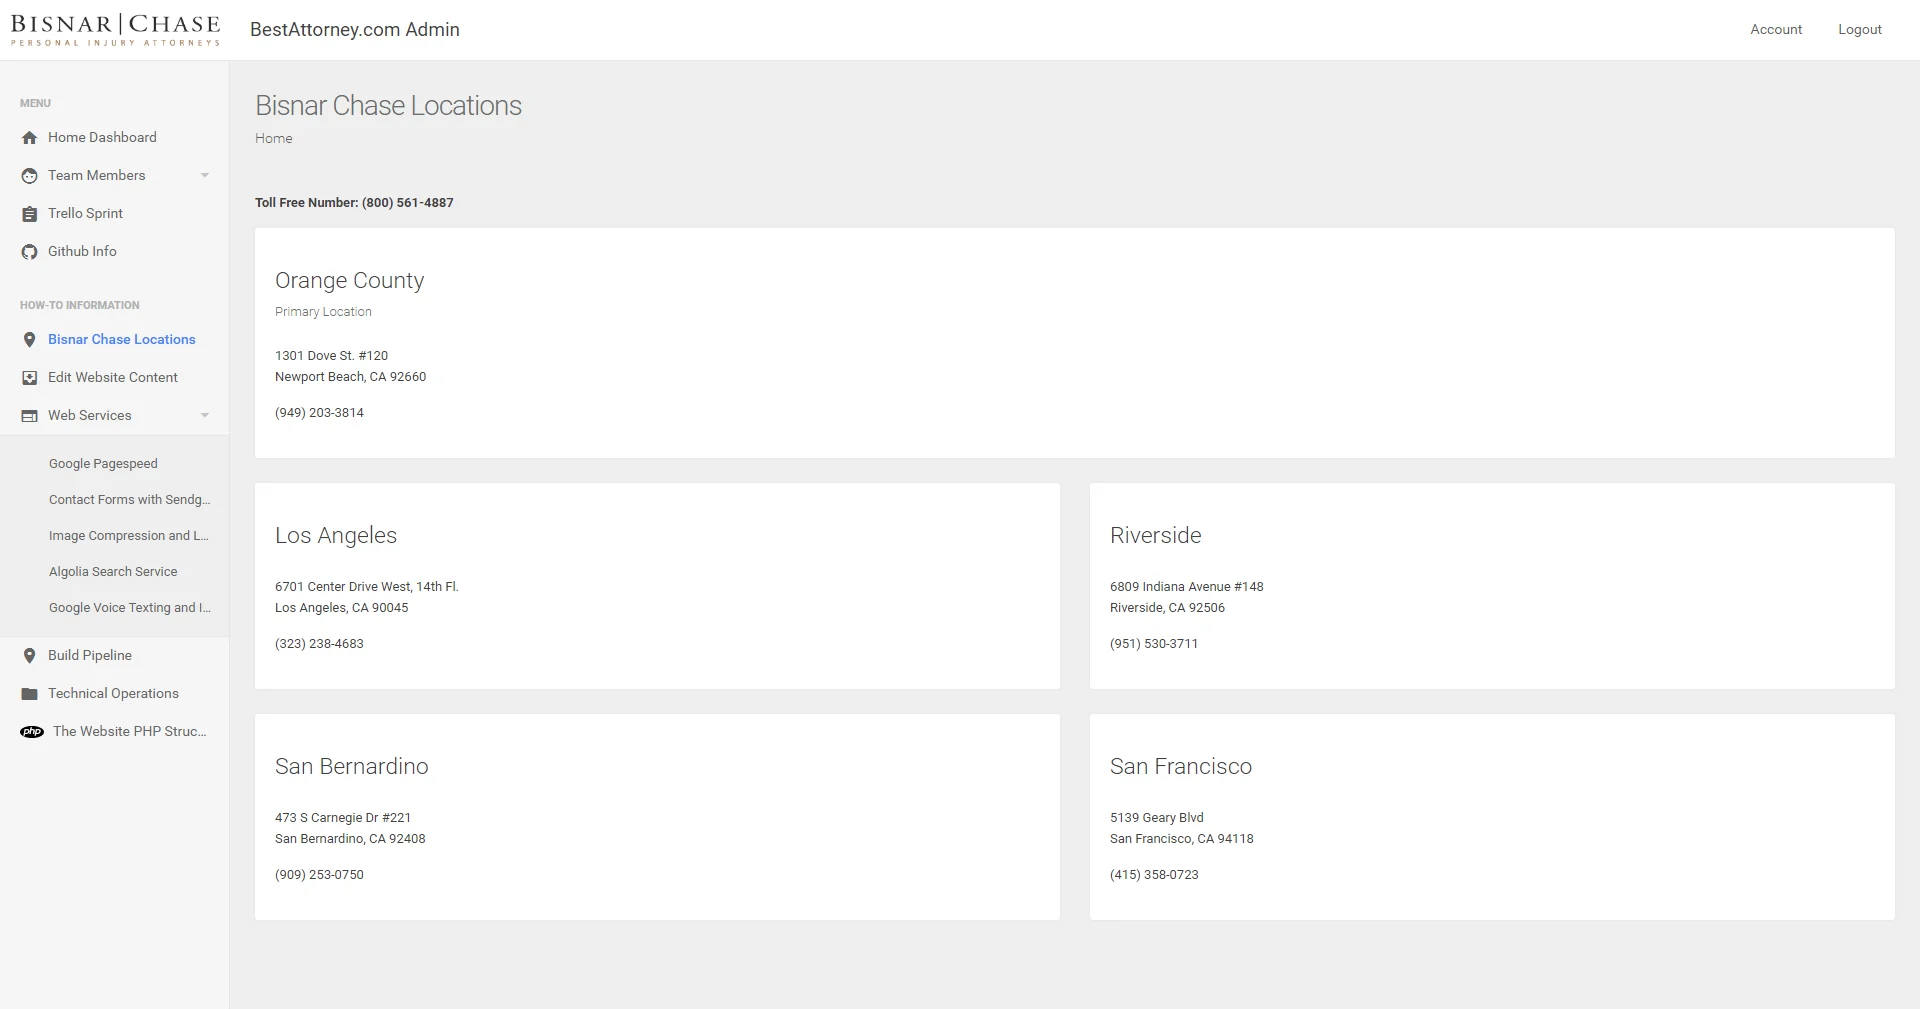 BISNAR|CHASE
PERSONAL INJURY ATTORNEYS
BestAttorney.com Admin
Account
Logout
MENU
Home Dashboard
Team Members
Trello Sprint
Github Info
HOW-TO INFORMATION
Bisnar Chase Locations
Edit Website Content
Web Services
Google Pagespeed
Contact Forms with Sendg...
Image Compression and L...
Algolia Search Service
Google Voice Texting and I...
Build Pipeline
Technical Operations
php The Website PHP Struc...
Bisnar Chase Locations
Home
Toll Free Number: (800) 561-4887
Orange County
Primary Location
1301 Dove St. #120
Newport Beach, CA 92660
(949) 203-3814
Los Angeles
6701 Center Drive West, 14th Fl.
Los Angeles, CA 90045
(323) 238-4683
Riverside
6809 Indiana Avenue #148
Riverside, CA 92506
(951) 530-3711
San Bernardino
473 S Carnegie Dr #221
San Bernardino, CA 92408
(909) 253-0750
San Francisco
5139 Geary Blvd
San Francisco, CA 94118
(415) 358-0723